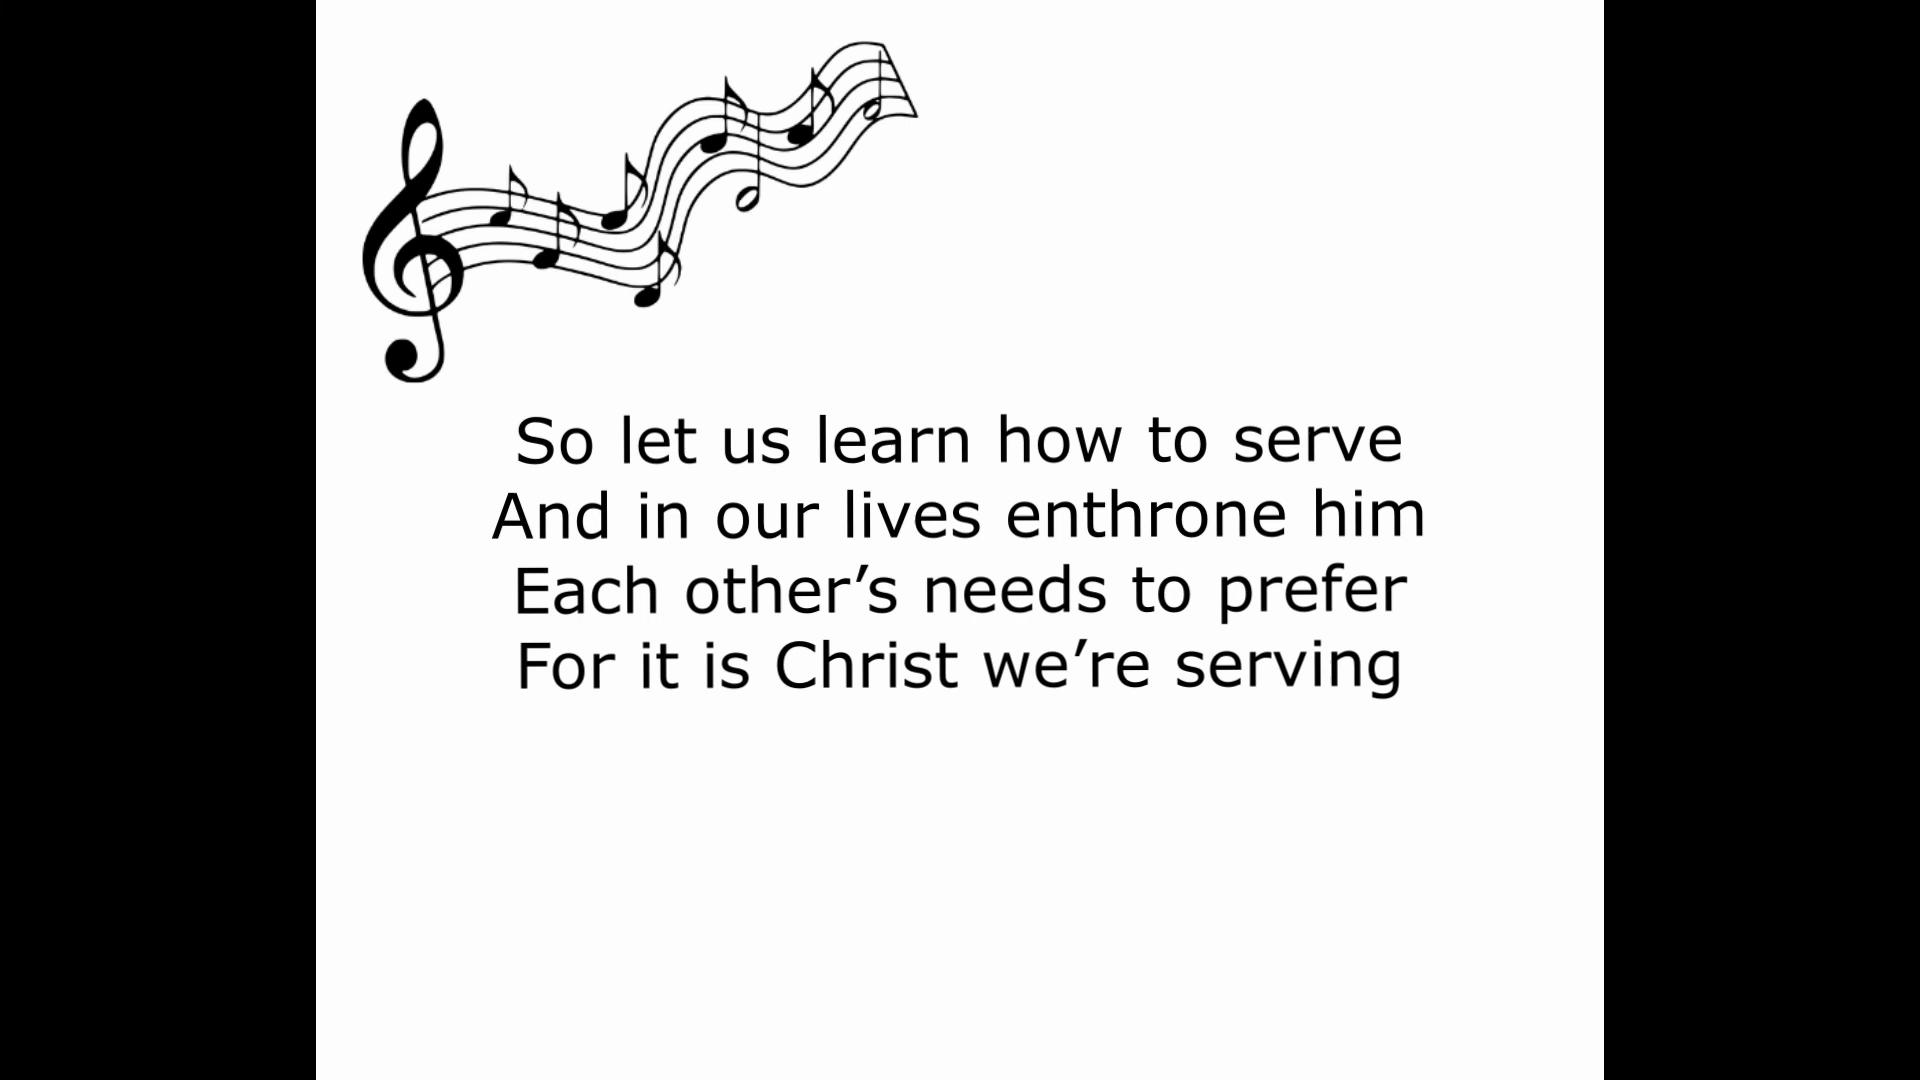 So let us learn how to serve
And in our lives enthrone him
Each other’s needs to prefer
For it is Christ we’re serving